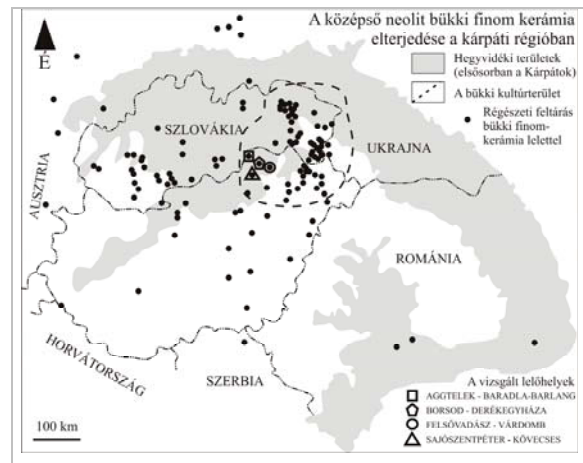 A középső neolit bükki finom kerámia
elterjedése a kárpáti régióban
É
Hegyvidéki területek
(elsősorban a Kárpátok)
A bükki kultúrterület
Régészeti feltárás
bükki finom-
kerámia lelettel
SZLOVÁKIA
UKRAJNA
AUSZTRIA
ROMÁNIA
HORVÁTORSZÁG
SZERBIA
A vizsgált lelőhelyek
AGGTELEK - BARADLA-BARLANG
BORSOD - DERÉKEGYHÁZA
FELSŐVADÁSZ - VÁRDOMB
SAJÓSZENTPÉTER - KÖVECSES
100 km